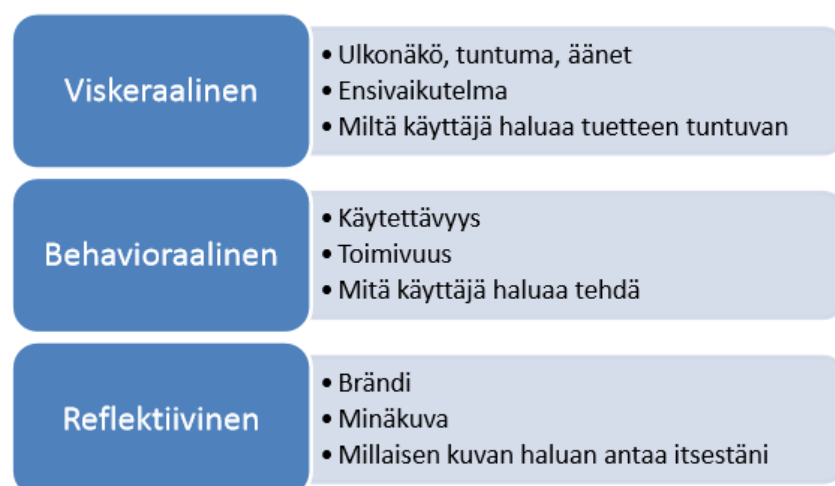 Viskeraalinen
• Ulkonäkö, tuntuma, äänet
• Ensivaikutelma
• Miltä käyttäjä haluaa tuetteen tuntuvan
Behavioraalinen
• Käytettävyys
• Toimivuus
• Mitä käyttäjä haluaa tehdä
Reflektiivinen
• Brändi
• Minäkuva
• Millaisen kuvan haluan antaa itsestäni